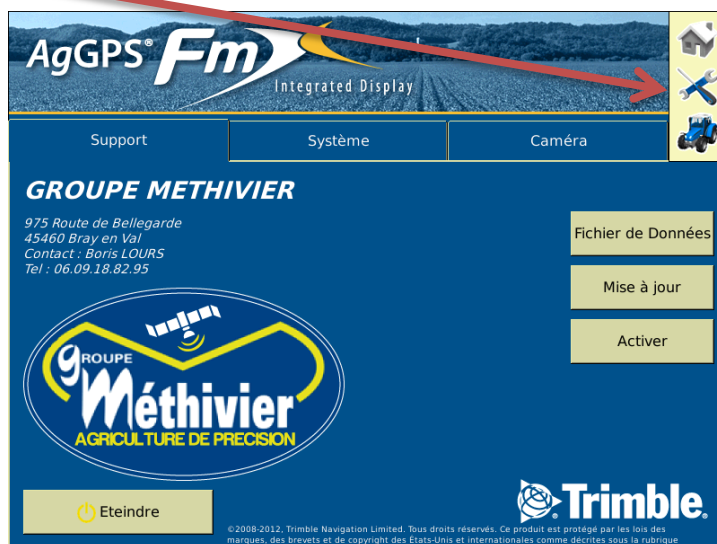 AgGPS® Fm X
Integrated Display
Support
Système
Caméra
GROUPE METHIVIER
975 Route de Bellegarde
45460 Bray en Val
Contact : Boris LOURS
Tel : 06.09.18.82.95
Fichier de Données
Mise à jour
Activer
GROUPE
Méthivier
AGRICULTURE DE PRECISION
Eteindre
Trimble.
©2008-2012, Trimble Navigation Limited. Tous droits réservés. Ce produit est protégé par les lois des
marques, des brevets et de copyright des États-Unis et internationales comme décrites sous la rubrique